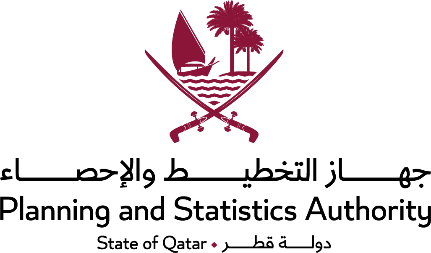 جهاز التخطيط والإحصاء
Planning and Statistics Authority
State of Qatar • دولة قطر